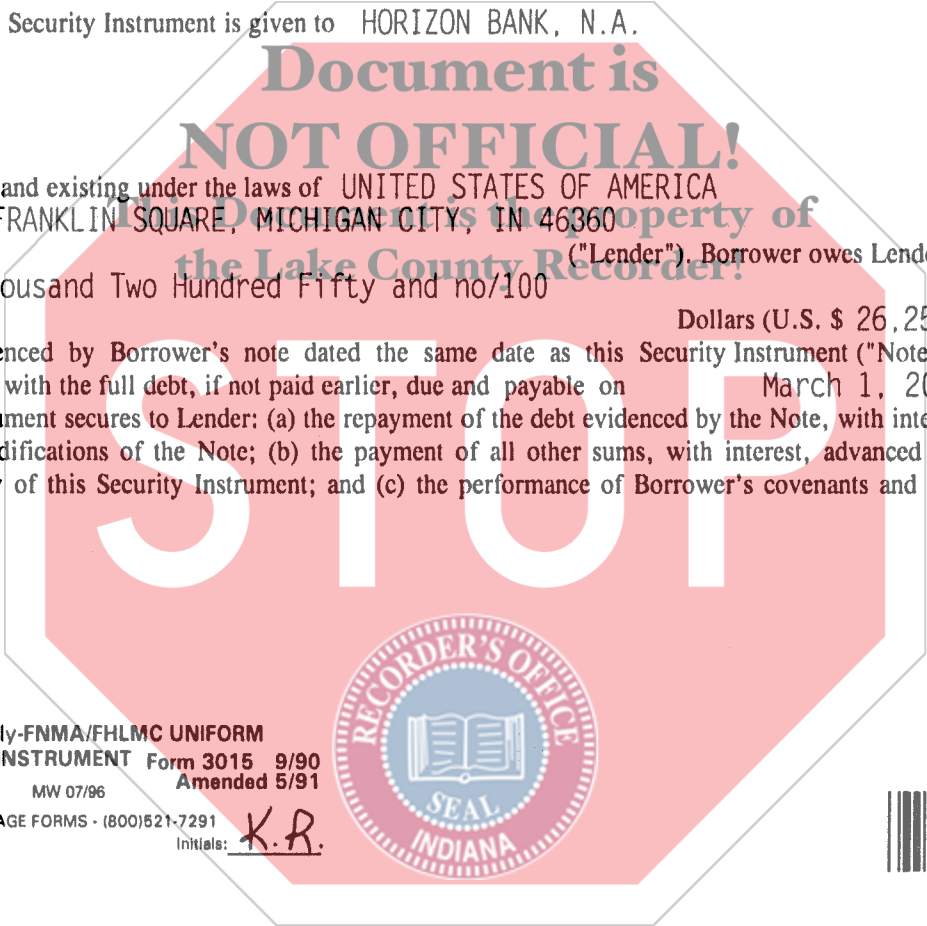 Security Instrument is given to HORIZON BANK, N.A.
Document is
NOT OFFICIAL!
and existing under the laws of UNITED STATES OF AMERICA
This Document is the property of
FRANKLIN SQUARE, MICHIGAN CITY, IN 46360
("Lender"). Borrower owes Lende
the Lake County Recorder!
ousand Two Hundred Fifty and no/100
Dollars (U.S. $ 26,25
enced by Borrower's note dated the same date as this Security Instrument ("Note
with the full debt, if not paid earlier, due and payable on March 1, 20
ument secures to Lender: (a) the repayment of the debt evidenced by the Note, with inte
difications of the Note; (b) the payment of all other sums, with interest, advanced
y of this Security Instrument; and (c) the performance of Borrower's covenants and
STOP
RECORDER'S OFFICE
SEAL
INDIANA
ly-FNMA/FHLMC UNIFORM
NSTRUMENT Form 3015 9/90
Amended 5/91
MW 07/96
AGE FORMS - (800)521-7291
Initials: K.R.